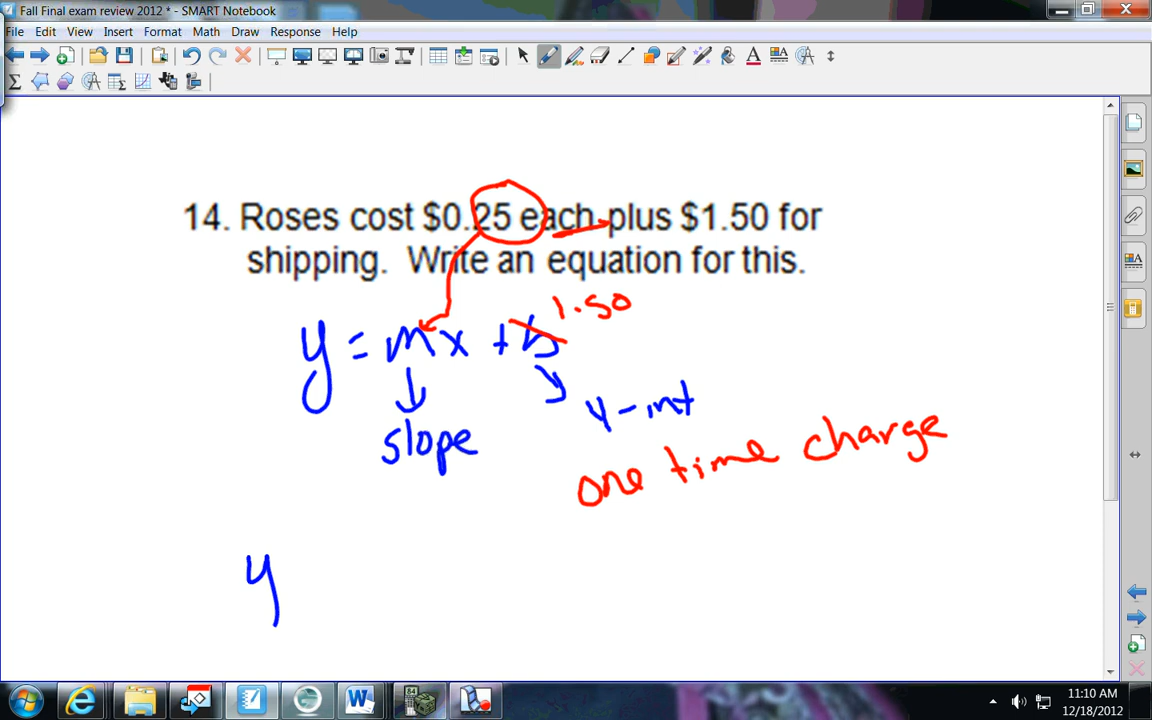 Fall Final exam review 2012 * - SMART Notebook
File Edit View Insert Format Math Draw Response Help
14. Roses cost $0.25 each plus $1.50 for
shipping. Write an equation for this.
1.50
y = mx + b
y-int
slope
one time charge
y
11:10 AM
12/18/2012